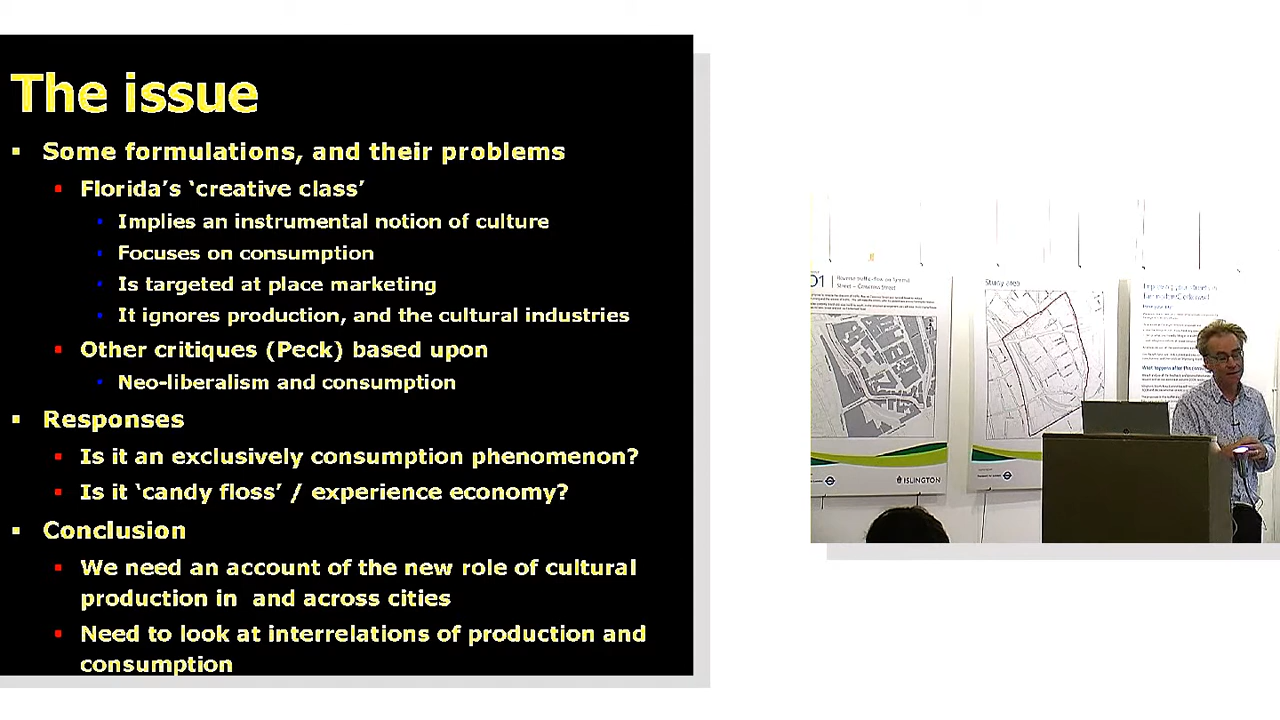 The issue
Some formulations, and their problems
Florida's ‘creative class’
Implies an instrumental notion of culture
Focuses on consumption
Is targeted at place marketing
It ignores production, and the cultural industries
Other critiques (Peck) based upon
Neo-liberalism and consumption
Responses
Is it an exclusively consumption phenomenon?
Is it ‘candy floss’ / experience economy?
Conclusion
We need an account of the new role of cultural
production in  and across cities
Need to look at interrelations of production and
consumption
01
Study area
ISLINGTON